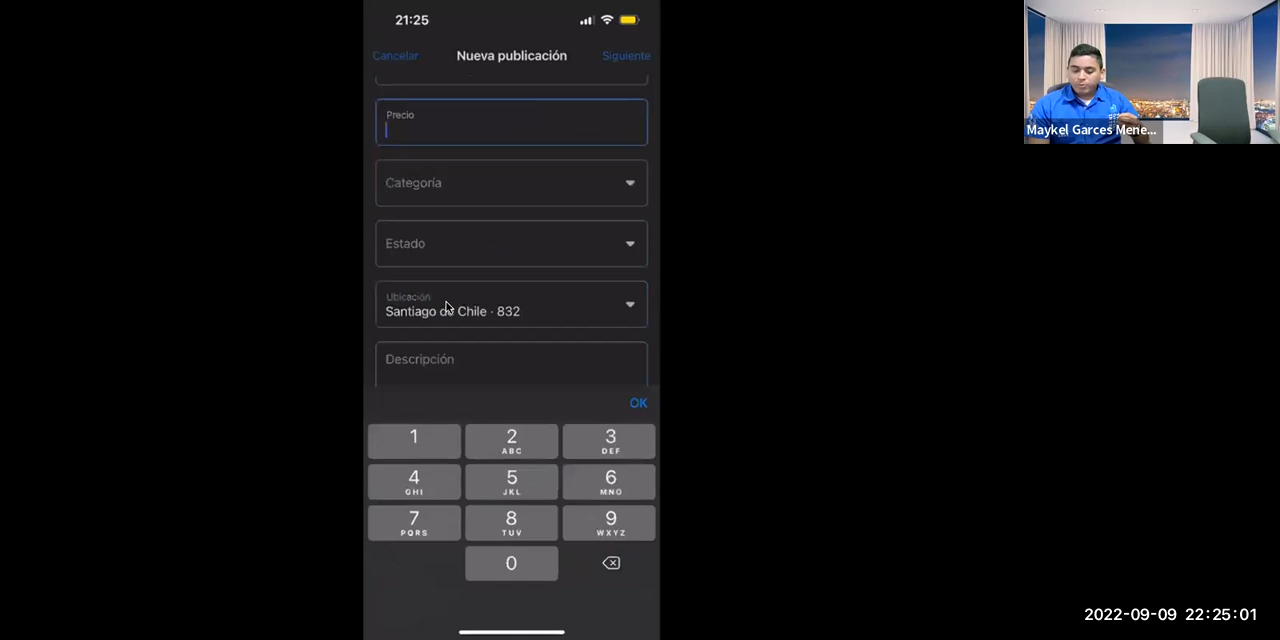 21:25
Cancelar
Nueva publicación
Siguiente
Precio
Categoría
Estado
Ubicación
Santiago de Chile · 832
Descripción
OK
1
2
ABC
3
DEF
4
GHI
5
JKL
6
MNO
7
PQRS
8
TUV
9
WXYZ
0
Maykel Garces Mene...
2022-09-09 22:25:01